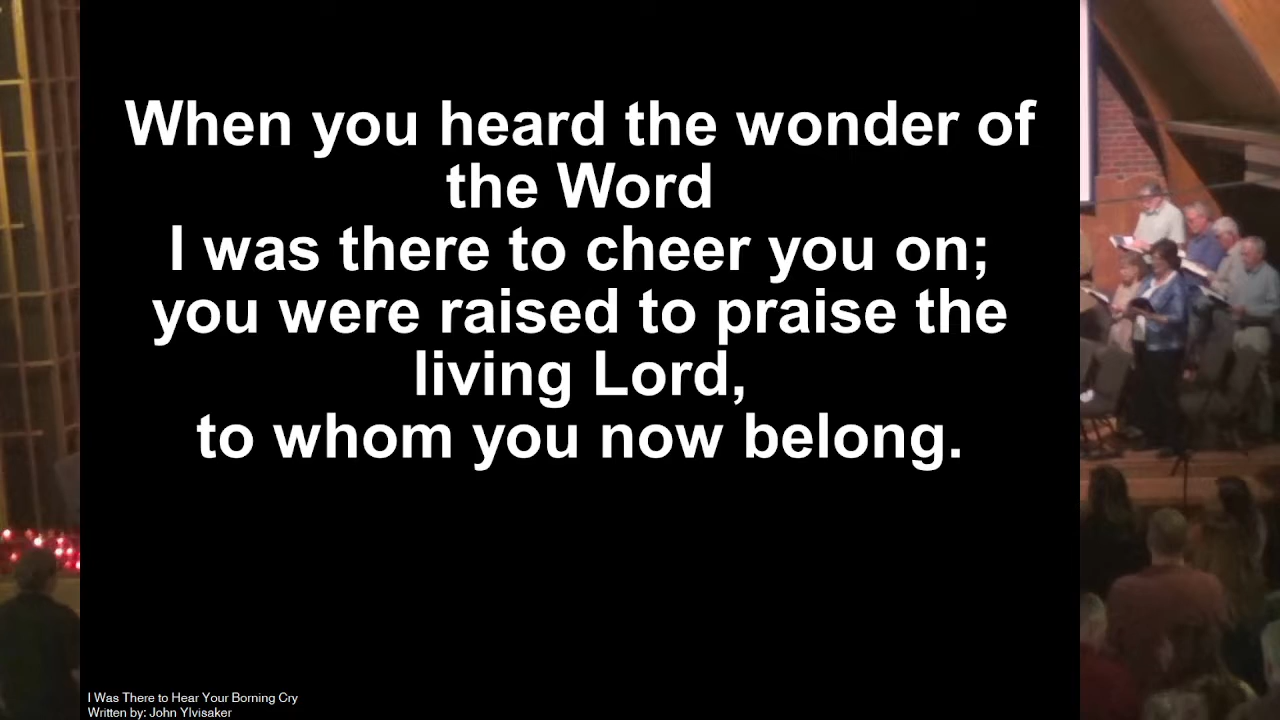 When you heard the wonder of
the Word
I was there to cheer you on;
you were raised to praise the
living Lord,
to whom you now belong.
I Was There to Hear Your Borning Cry
Written by: John Ylvisaker